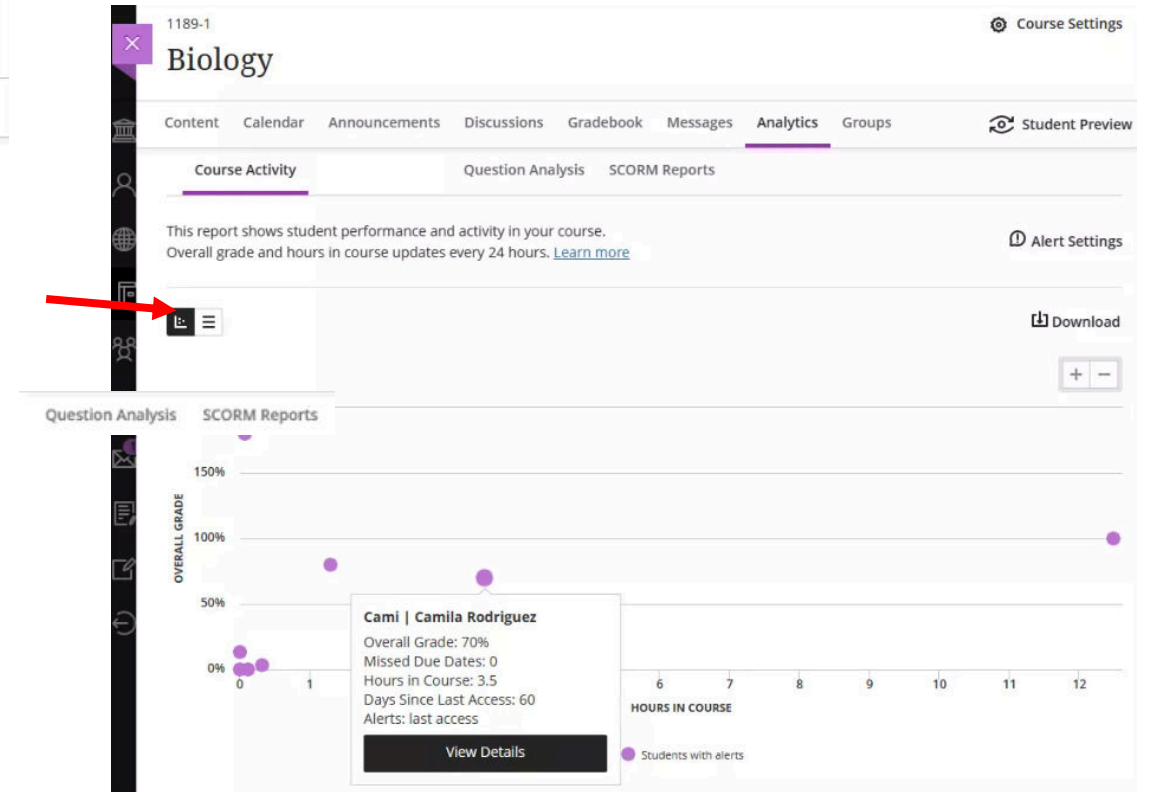 1189-1
Course Settings
Biology
Content Calendar Announcements Discussions Gradebook Messages Analytics Groups
Student Preview
Course Activity Question Analysis SCORM Reports
This report shows student performance and activity in your course.
Overall grade and hours in course updates every 24 hours. Learn more
Alert Settings
Download
+ −
Question Analysis SCORM Reports
1
150%
100%
50%
0%
OVERALL GRADE
Cami | Camila Rodriguez
Overall Grade: 70%
Missed Due Dates: 0
Hours in Course: 3.5
Days Since Last Access: 60
Alerts: last access
View Details
0 1 6 7 8 9 10 11 12
HOURS IN COURSE
Students with alerts